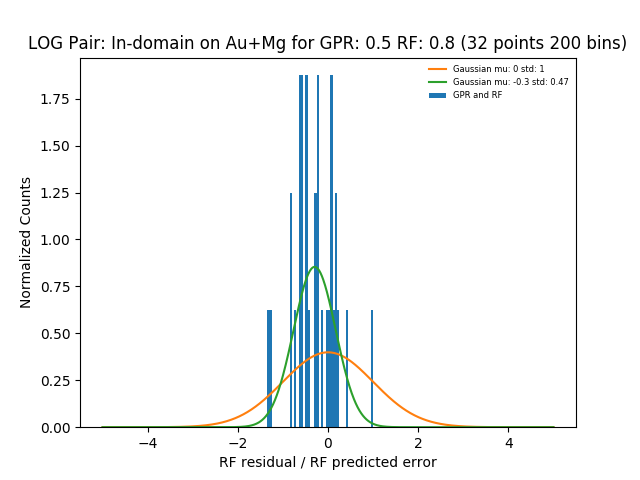 LOG Pair: In-domain on Au+Mg for GPR: 0.5 RF: 0.8 (32 points 200 bins)
Gaussian mu: 0 std: 1
Gaussian mu: -0.3 std: 0.47
GPR and RF
Normalized Counts
1.75
1.50
1.25
1.00
0.75
0.50
0.25
0.00
−4 −2 0 2 4
RF residual / RF predicted error